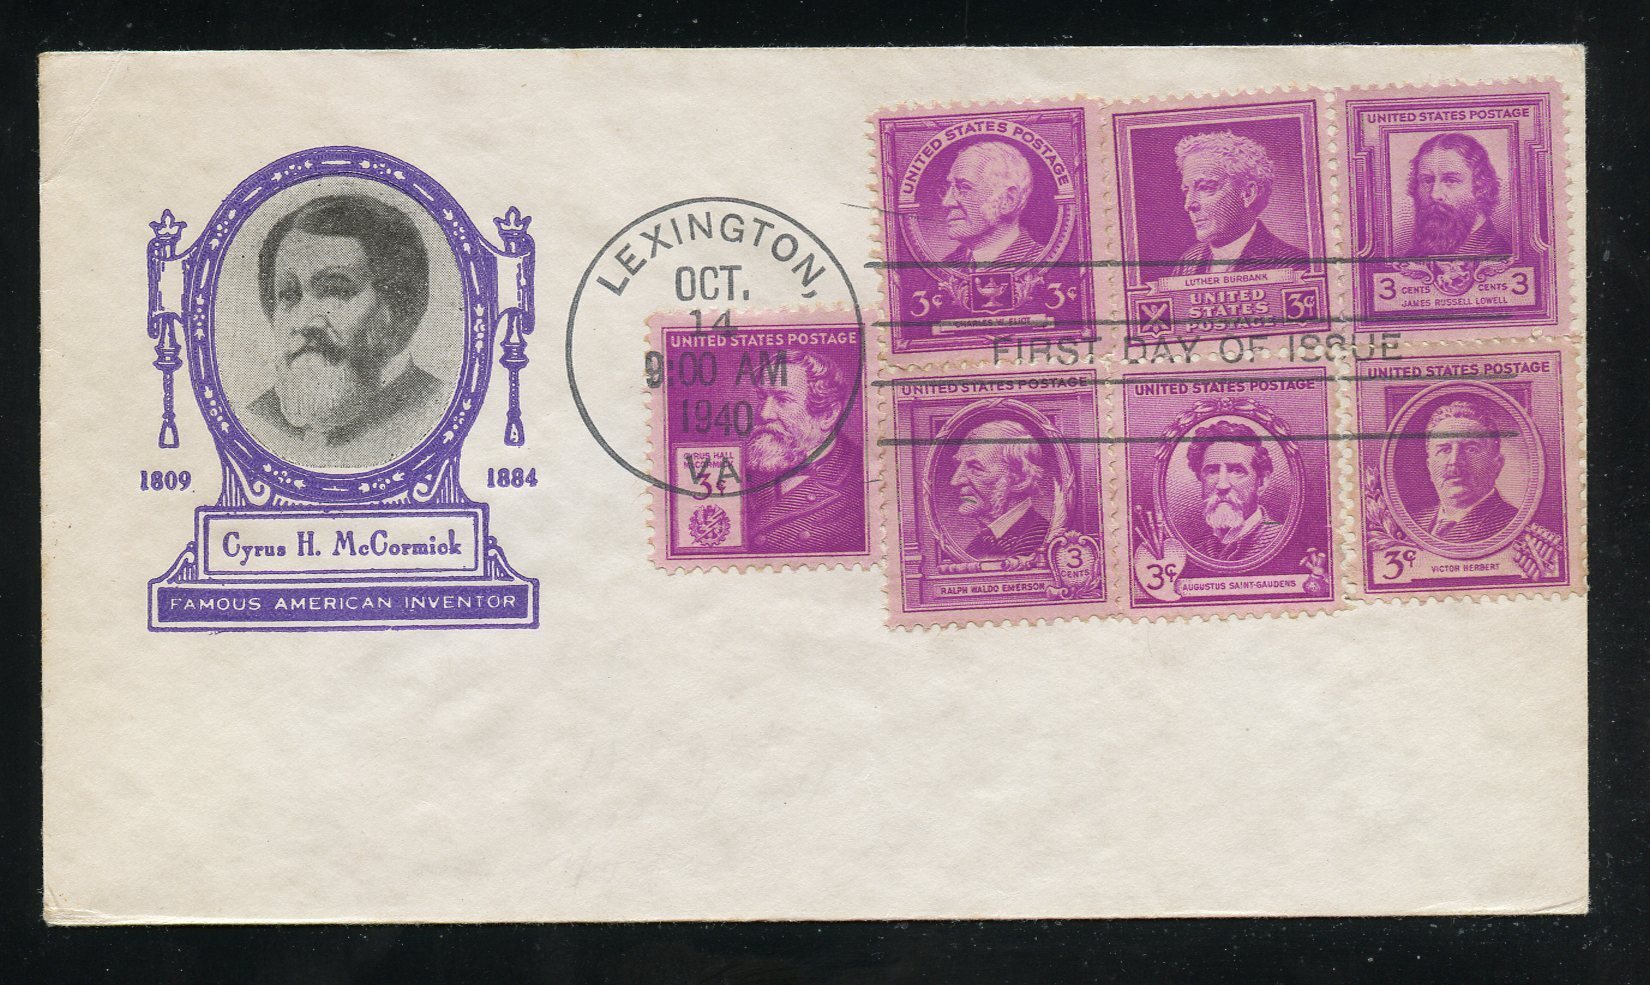 1809
1884
Cyrus H. McCormick
FAMOUS AMERICAN INVENTOR
LEXINGTON,
OCT.
14
9:00 AM
1940
VA.
FIRST DAY OF ISSUE
UNITED STATES POSTAGE
CYRUS HALL
McCORMICK
3¢
UNITED STATES POSTAGE
3¢ 3¢
CHARLES W. ELIOT
LUTHER BURBANK
UNITED
STATES
POSTAGE
3¢
UNITED STATES POSTAGE
3 CENTS CENTS 3
JAMES RUSSELL LOWELL
UNITED STATES POSTAGE
3
CENTS
RALPH WALDO EMERSON
UNITED STATES POSTAGE
3¢
AUGUSTUS SAINT-GAUDENS
UNITED STATES POSTAGE
3¢
VICTOR HERBERT